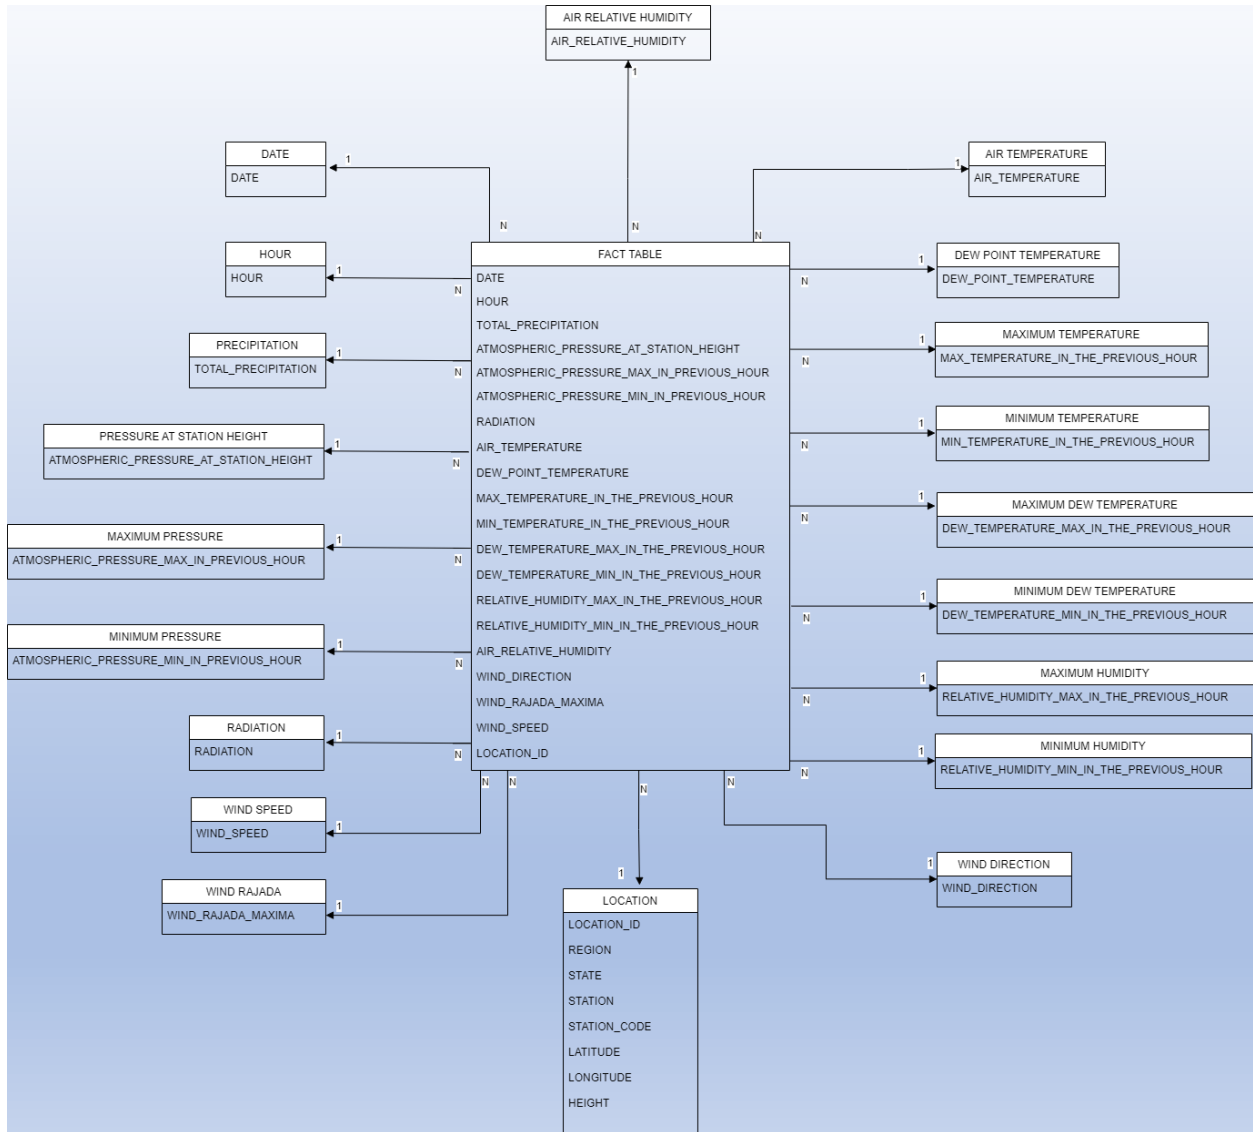 AIR RELATIVE HUMIDITY
AIR_RELATIVE_HUMIDITY
1
DATE
DATE
1
N
N
AIR TEMPERATURE
AIR_TEMPERATURE
1
N
HOUR
HOUR
1
N
PRECIPITATION
TOTAL_PRECIPITATION
1
N
PRESSURE AT STATION HEIGHT
ATMOSPHERIC_PRESSURE_AT_STATION_HEIGHT
1
N
MAXIMUM PRESSURE
ATMOSPHERIC_PRESSURE_MAX_IN_PREVIOUS_HOUR
1
N
MINIMUM PRESSURE
ATMOSPHERIC_PRESSURE_MIN_IN_PREVIOUS_HOUR
1
N
RADIATION
RADIATION
1
N
WIND SPEED
WIND_SPEED
1
N
WIND RAJADA
WIND_RAJADA_MAXIMA
1
N
FACT TABLE
DATE
HOUR
TOTAL_PRECIPITATION
ATMOSPHERIC_PRESSURE_AT_STATION_HEIGHT
ATMOSPHERIC_PRESSURE_MAX_IN_PREVIOUS_HOUR
ATMOSPHERIC_PRESSURE_MIN_IN_PREVIOUS_HOUR
RADIATION
AIR_TEMPERATURE
DEW_POINT_TEMPERATURE
MAX_TEMPERATURE_IN_THE_PREVIOUS_HOUR
MIN_TEMPERATURE_IN_THE_PREVIOUS_HOUR
DEW_TEMPERATURE_MAX_IN_THE_PREVIOUS_HOUR
DEW_TEMPERATURE_MIN_IN_THE_PREVIOUS_HOUR
RELATIVE_HUMIDITY_MAX_IN_THE_PREVIOUS_HOUR
RELATIVE_HUMIDITY_MIN_IN_THE_PREVIOUS_HOUR
AIR_RELATIVE_HUMIDITY
WIND_DIRECTION
WIND_RAJADA_MAXIMA
WIND_SPEED
LOCATION_ID
DEW POINT TEMPERATURE
DEW_POINT_TEMPERATURE
1
N
MAXIMUM TEMPERATURE
MAX_TEMPERATURE_IN_THE_PREVIOUS_HOUR
1
N
MINIMUM TEMPERATURE
MIN_TEMPERATURE_IN_THE_PREVIOUS_HOUR
1
N
MAXIMUM DEW TEMPERATURE
DEW_TEMPERATURE_MAX_IN_THE_PREVIOUS_HOUR
1
N
MINIMUM DEW TEMPERATURE
DEW_TEMPERATURE_MIN_IN_THE_PREVIOUS_HOUR
1
N
MAXIMUM HUMIDITY
RELATIVE_HUMIDITY_MAX_IN_THE_PREVIOUS_HOUR
1
N
MINIMUM HUMIDITY
RELATIVE_HUMIDITY_MIN_IN_THE_PREVIOUS_HOUR
1
N
WIND DIRECTION
WIND_DIRECTION
1
N
N
1
LOCATION
LOCATION_ID
REGION
STATE
STATION
STATION_CODE
LATITUDE
LONGITUDE
HEIGHT